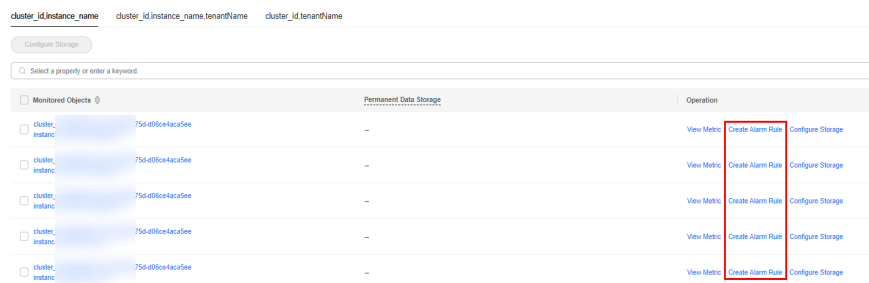 cluster_id,instance_name cluster_id,instance_name,tenantName cluster_id,tenantName
Configure Storage
Select a property or enter a keyword.
Monitored Objects Permanent Data Storage Operation
cluster_ 75d-d06ce4aca5ee
instanc
– View Metric Create Alarm Rule Configure Storage
cluster_ 75d-d06ce4aca5ee
instanc
– View Metric Create Alarm Rule Configure Storage
cluster_ 75d-d06ce4aca5ee
instanc
– View Metric Create Alarm Rule Configure Storage
cluster_ 75d-d06ce4aca5ee
instanc
– View Metric Create Alarm Rule Configure Storage
cluster_ 75d-d06ce4aca5ee
instanc
– View Metric Create Alarm Rule Configure Storage